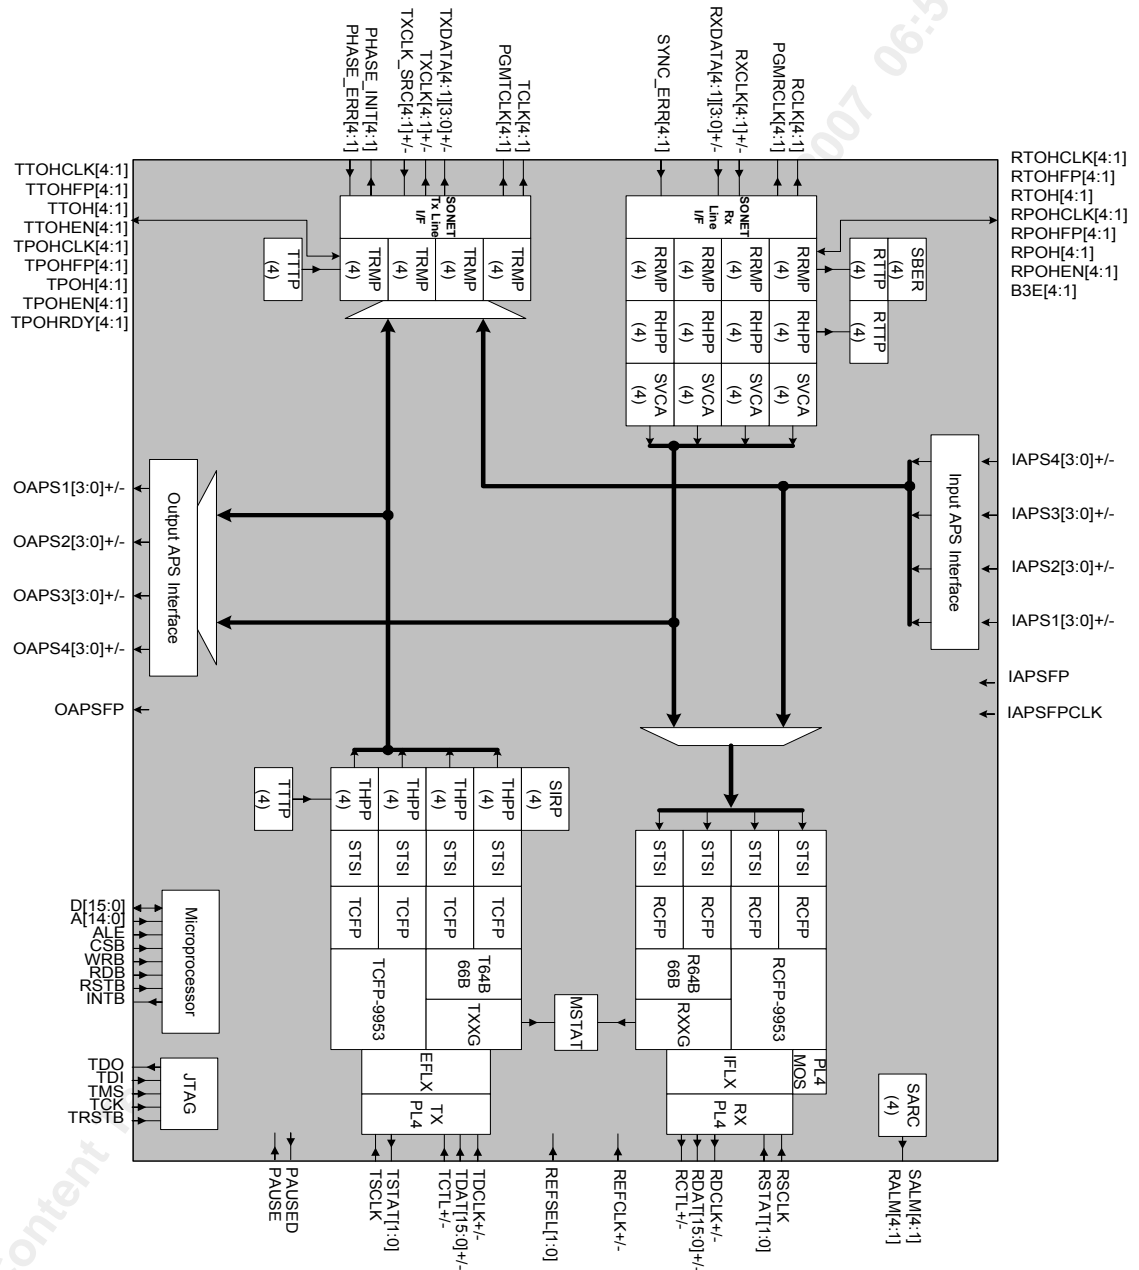 PHASE_ERR[4:1]
PHASE_INIT[4:1]
TXCLK_SRC[4:1]+/-
TXCLK[4:1]+/-
TXDATA[4:1][3:0]+/-
PGMTCLK[4:1]
TCLK[4:1]
SYNC_ERR[4:1]
RXDATA[4:1][3:0]+/-
RXCLK[4:1]+/-
PGMRCLK[4:1]
RCLK[4:1]
2007 06:5
TTOHCLK[4:1]
TTOHFP[4:1]
TTOH[4:1]
TTOHEN[4:1]
TPOHCLK[4:1]
TPOHFP[4:1]
TPOH[4:1]
TPOHEN[4:1]
TPOHRDY[4:1]
RTOHCLK[4:1]
RTOHFP[4:1]
RTOH[4:1]
RPOHCLK[4:1]
RPOHFP[4:1]
RPOH[4:1]
RPOHEN[4:1]
B3E[4:1]
SONET
Tx Line
I/F
TTTP
(4)
TRMP
(4)
TRMP
(4)
TRMP
(4)
TRMP
(4)
SONET
Rx
Line
I/F
RRMP
(4)
RRMP
(4)
RRMP
(4)
RRMP
(4)
RTTP
(4)
SBER
(4)
RHPP
(4)
RHPP
(4)
RHPP
(4)
RHPP
(4)
RTTP
(4)
SVCA
(4)
SVCA
(4)
SVCA
(4)
SVCA
(4)
OAPS1[3:0]+/-
OAPS2[3:0]+/-
OAPS3[3:0]+/-
OAPS4[3:0]+/-
OAPSFP
Output APS Interface
Input APS Interface
IAPS4[3:0]+/-
IAPS3[3:0]+/-
IAPS2[3:0]+/-
IAPS1[3:0]+/-
IAPSFP
IAPSFPCLK
TTTP
(4)
THPP
(4)
THPP
(4)
THPP
(4)
THPP
(4)
SIRP
(4)
STSI
STSI
STSI
STSI
TCFP
TCFP
TCFP
TCFP
TCFP-9953
T64B
66B
TXXG
EFLX
TX
PL4
MSTAT
STSI
STSI
STSI
STSI
RCFP
RCFP
RCFP
RCFP
R64B
66B
RXXG
RCFP-9953
IFLX
PL4
MOS
RX
PL4
SARC
(4)
D[15:0]
A[14:0]
ALE
CSB
WRB
RDB
RSTB
INTB
Microprocessor
TDO
TDI
TMS
TCK
TRSTB
JTAG
PAUSE
PAUSED
TSCLK
TSTAT[1:0]
TCTL+/-
TDAT[15:0]+/-
TDCLK+/-
REFSEL[1:0]
REFCLK+/-
RCTL+/-
RDAT[15:0]+/-
RDCLK+/-
RSTAT[1:0]
RSCLK
RALM[4:1]
SALM[4:1]
Content